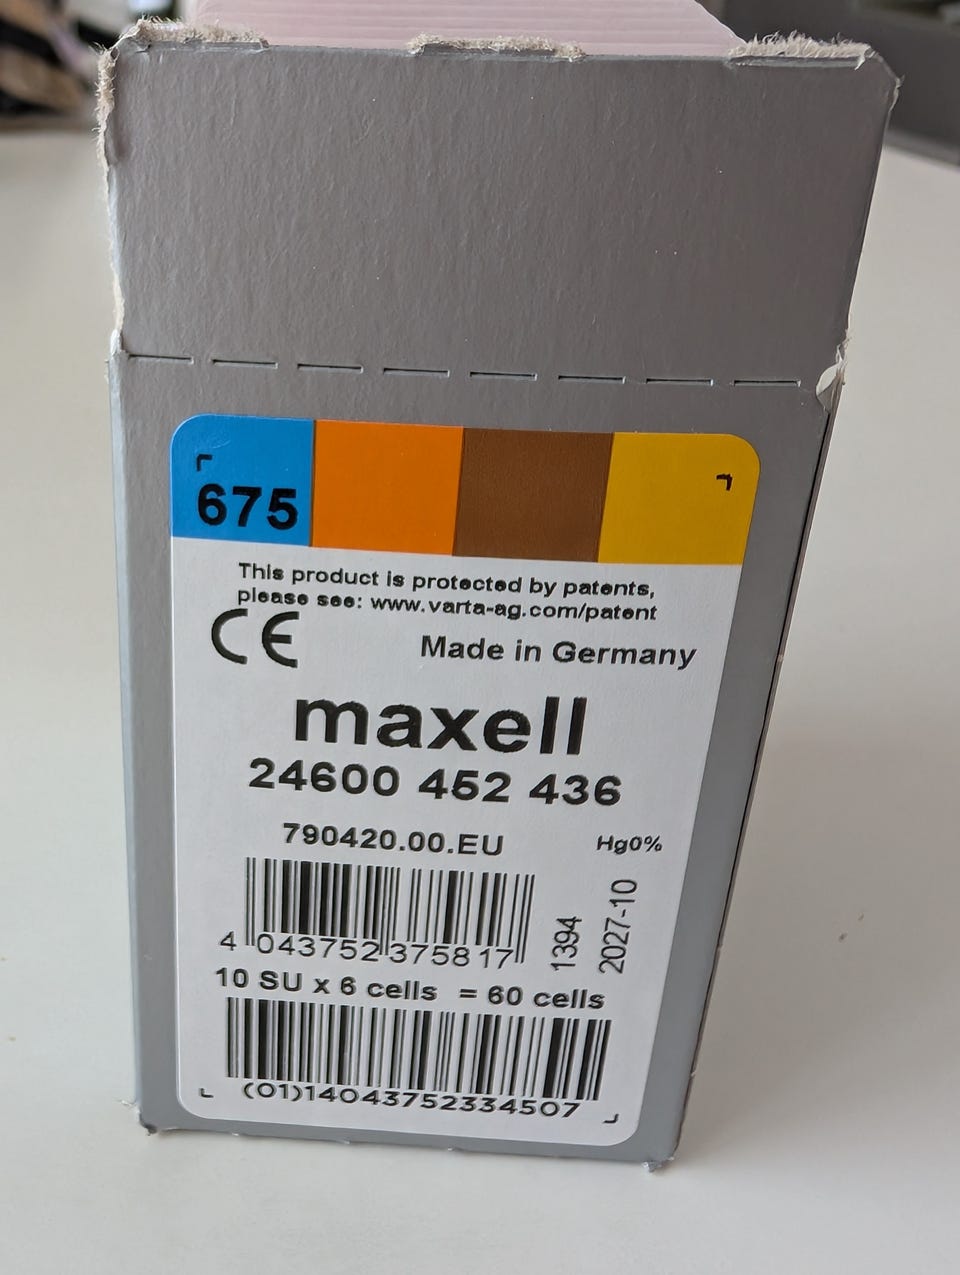 675
This product is protected by patents,
please see: www.varta-ag.com/patent
CE
Made in Germany
maxell
24600 452 436
790420.00.EU
Hg0%
4 043752 375817
1394
2027-10
10 SU x 6 cells = 60 cells
(01)14043752334507